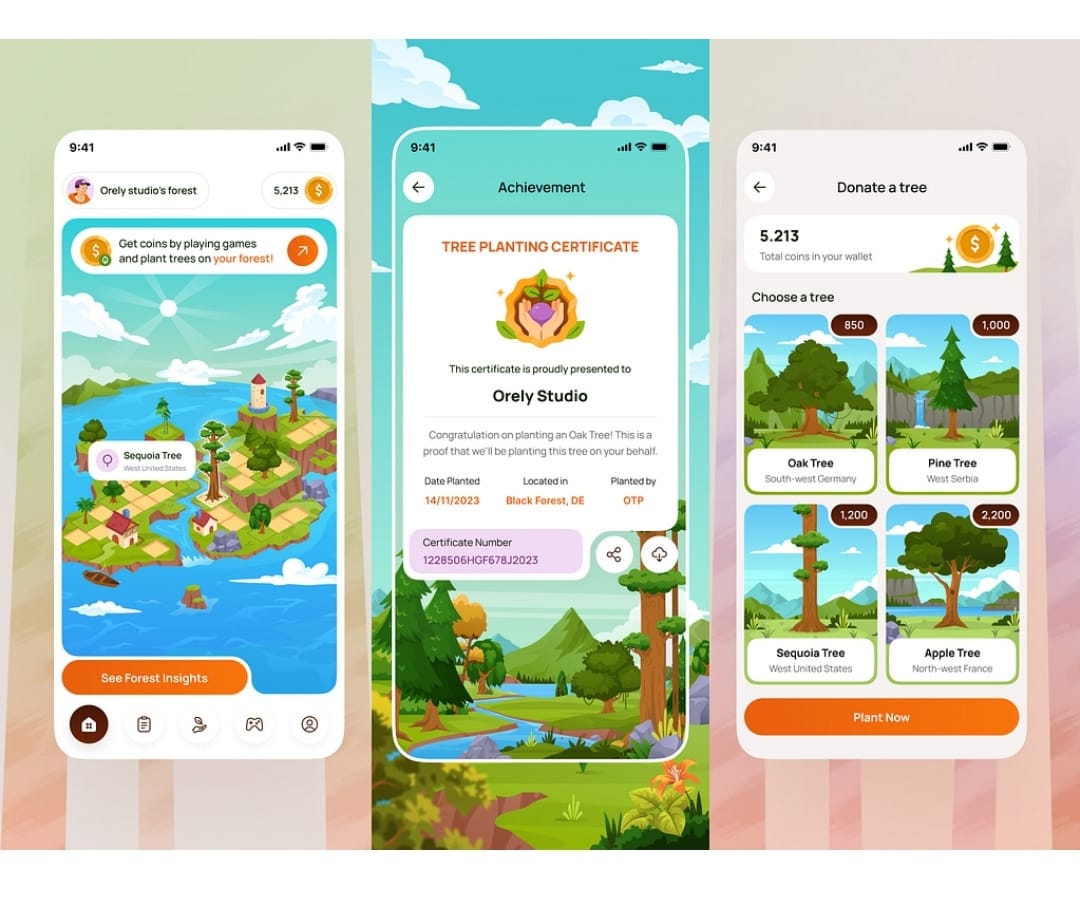 9:41
Orely studio's forest
5,213
Get coins by playing games
and plant trees on your forest!
Sequoia Tree
West United States
See Forest Insights
9:41
Achievement
TREE PLANTING CERTIFICATE
This certificate is proudly presented to
Orely Studio
Congratulation on planting an Oak Tree! This is a
proof that we'll be planting this tree on your behalf.
Date Planted
14/11/2023
Located in
Black Forest, DE
Planted by
OTP
Certificate Number
1228506HGF678J2023
9:41
Donate a tree
5.213
Total coins in your wallet
Choose a tree
850
Oak Tree
South-west Germany
1,000
Pine Tree
West Serbia
1,200
Sequoia Tree
West United States
2,200
Apple Tree
North-west France
Plant Now